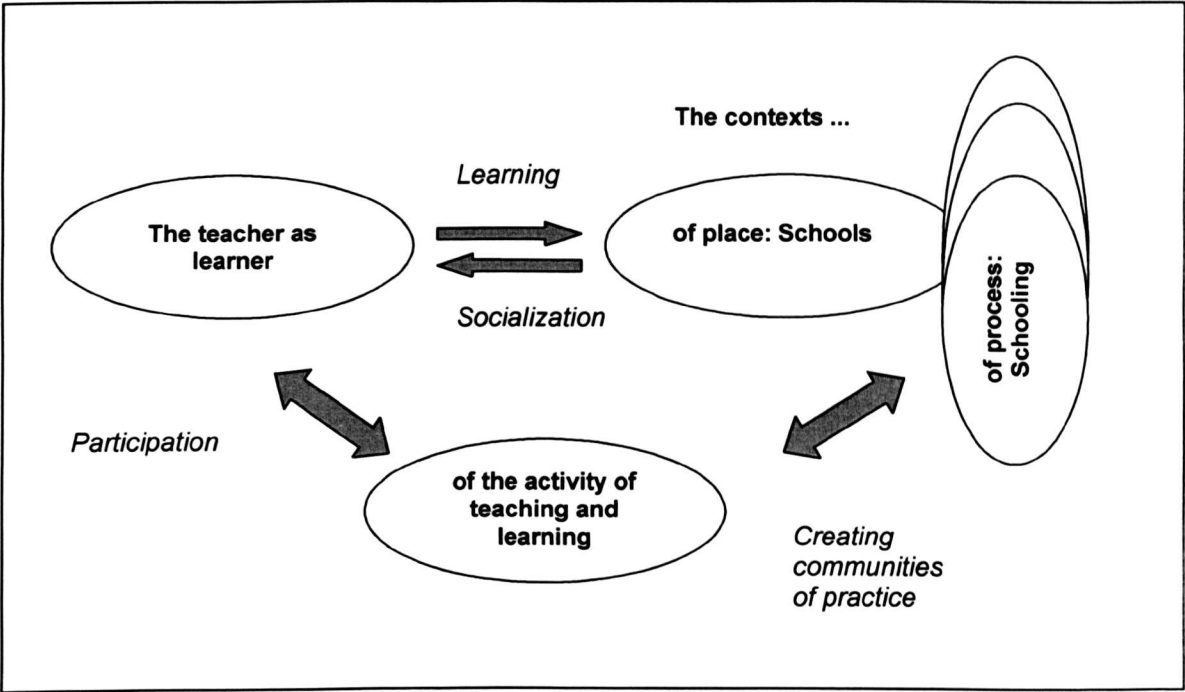 The contexts ...
Learning
The teacher as
learner
of place: Schools
Socialization
of process:
Schooling
Participation
of the activity of
teaching and
learning
Creating
communities
of practice